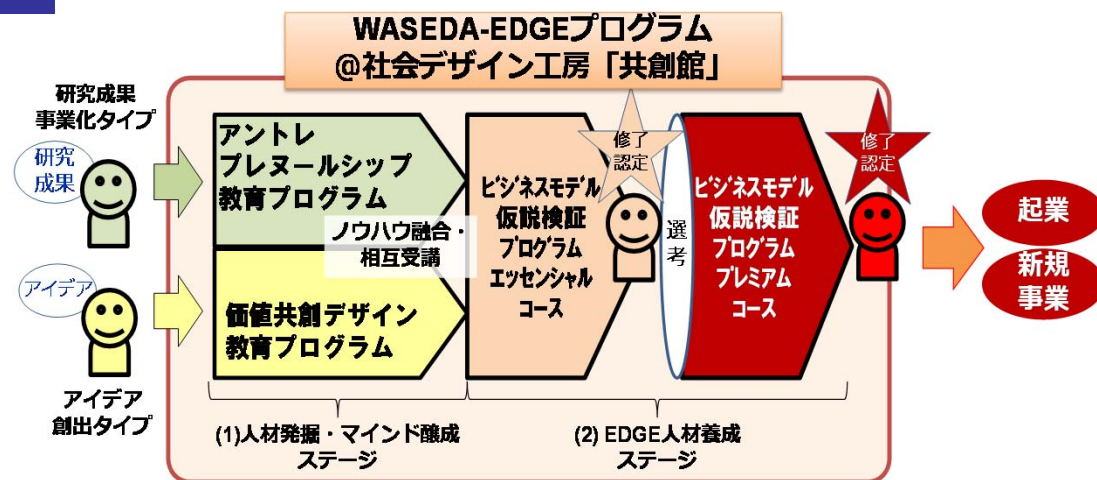 WASEDA-EDGEプログラム
@社会デザイン工房「共創館」
研究成果
事業化タイプ
研究
成果
アイデア
アイデア
創出タイプ
アントレ
プレヌールシップ
教育プログラム
ノウハウ融合・
相互受講
価値共創デザイン
教育プログラム
ビジネスモデル
仮説検証
プログラム
エッセンシャル
コース
修了
認定
選考
ビジネスモデル
仮説検証
プログラム
プレミアム
コース
修了
認定
起業
新規
事業
(1)人材発掘・マインド醸成
ステージ
(2) EDGE人材養成
ステージ